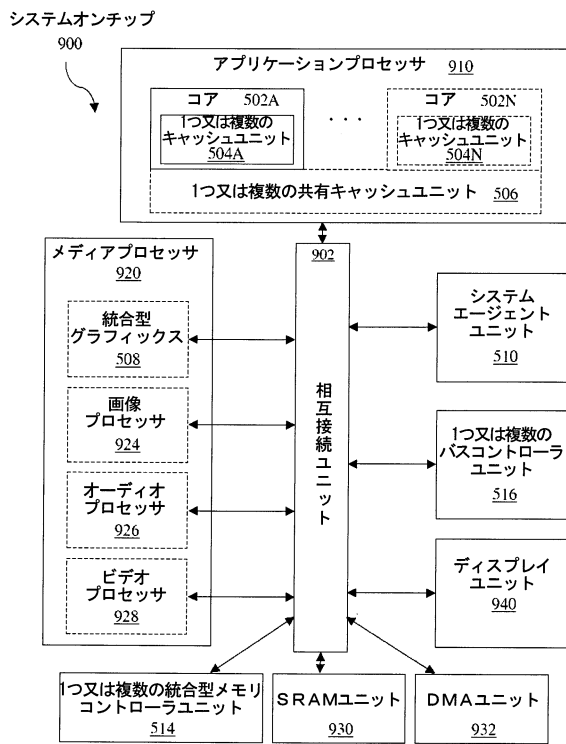 システムオンチップ
900
アプリケーションプロセッサ 910
コア 502A
1つ又は複数の
キャッシュユニット
504A
. . .
コア 502N
1つ又は複数の
キャッシュユニット
504N
1つ又は複数の共有キャッシュユニット 506
メディアプロセッサ
920
統合型
グラフィックス
508
画像
プロセッサ
924
オーディオ
プロセッサ
926
ビデオ
プロセッサ
928
902
相互接続ユニット
システム
エージェント
ユニット
510
1つ又は複数の
バスコントローラ
ユニット
516
ディスプレイ
ユニット
940
1つ又は複数の統合型メモリ
コントローラユニット
514
SRAMユニット
930
DMAユニット
932